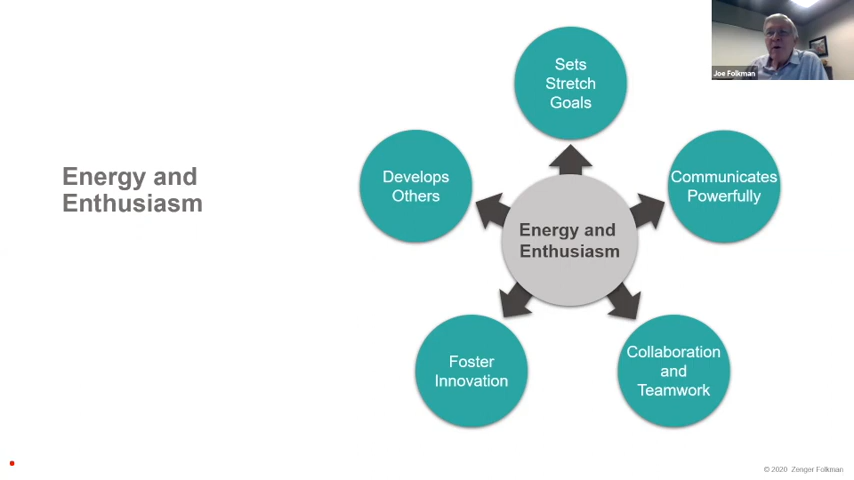 Joe Folkman
Energy and
Enthusiasm
Sets
Stretch
Goals
Develops
Others
Communicates
Powerfully
Energy and
Enthusiasm
Foster
Innovation
Collaboration
and
Teamwork
© 2020 Zenger Folkman